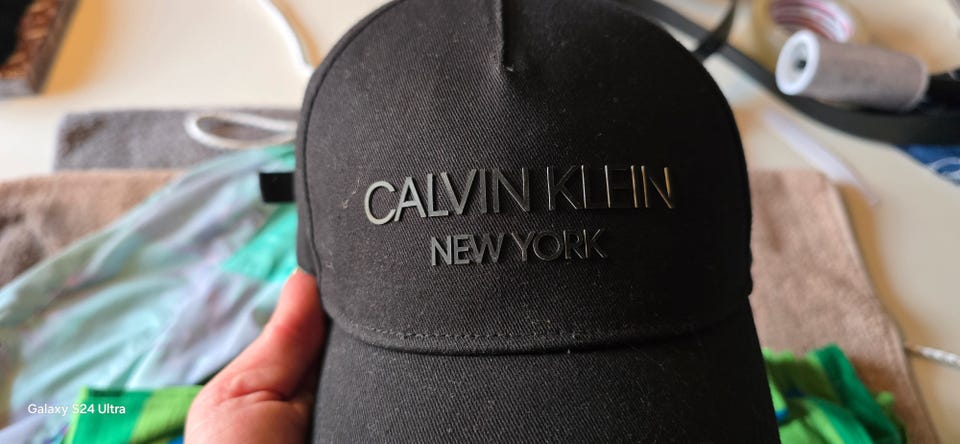 CALVIN KLEIN
NEW YORK
Galaxy S24 Ultra